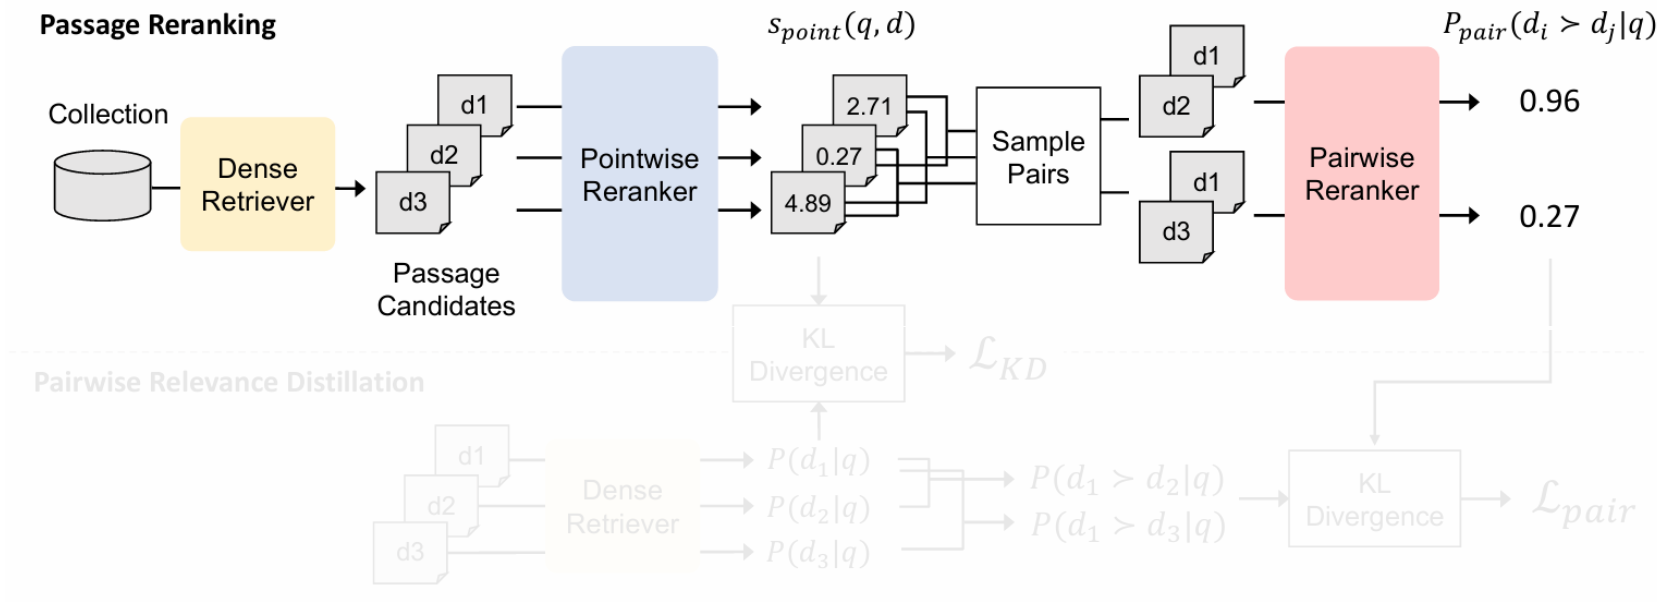 Passage Reranking
s_point(q, d)
P_pair(d_i ≻ d_j|q)
Collection
Dense
Retriever
d1
d2
d3
Passage
Candidates
Pointwise
Reranker
2.71
0.27
4.89
Sample
Pairs
d1
d2
d1
d3
Pairwise
Reranker
0.96
0.27
KL
Divergence
ℒ_KD
Pairwise Relevance Distillation
d1
d2
d3
Dense
Retriever
P(d_1|q)
P(d_2|q)
P(d_3|q)
P(d_1 ≻ d_2|q)
P(d_1 ≻ d_3|q)
KL
Divergence
ℒ_pair